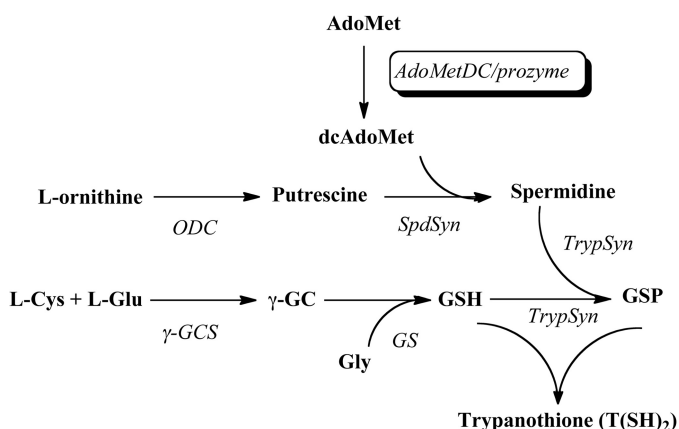 AdoMet
AdoMetDC/prozyme
dcAdoMet
L-ornithine
Putrescine
Spermidine
ODC
SpdSyn
TrypSyn
L-Cys + L-Glu
γ-GC
GSH
GSP
γ-GCS
GS
TrypSyn
Gly
Trypanothione (T(SH)₂)